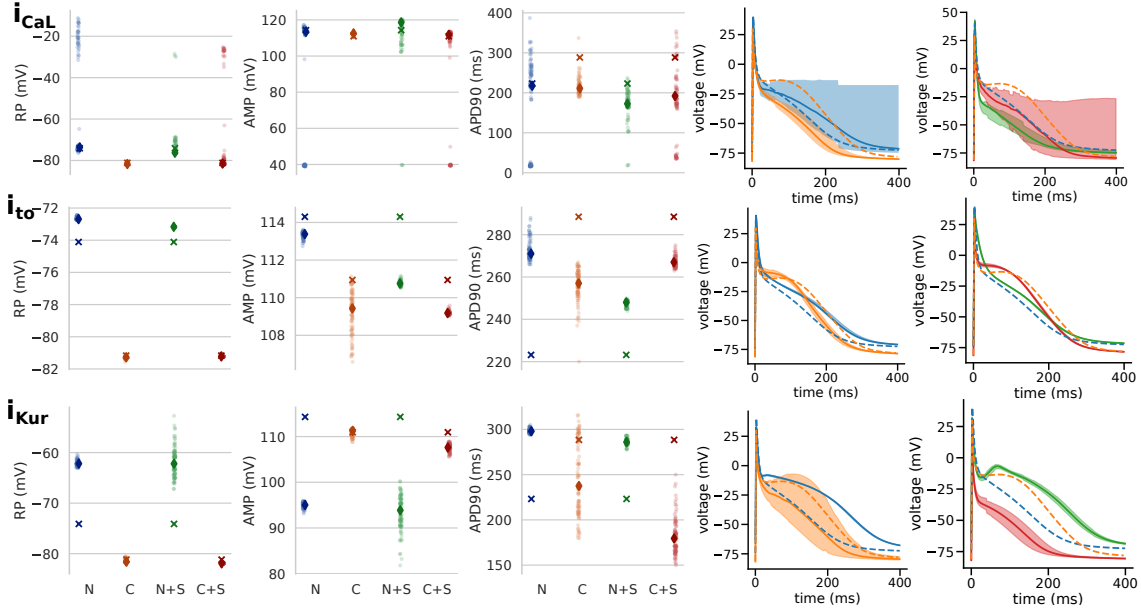 i_CaL
RP (mV)
−20
−40
−60
−80
AMP (mV)
120
100
80
60
40
APD90 (ms)
400
300
200
100
0
voltage (mV)
25
0
−25
−50
−75
0 200 400
time (ms)
voltage (mV)
50
25
0
−25
−50
−75
0 200 400
time (ms)
i_to
RP (mV)
−72
−74
−76
−78
−80
−82
AMP (mV)
114
112
110
108
APD90 (ms)
280
260
240
220
voltage (mV)
25
0
−25
−50
−75
0 200 400
time (ms)
voltage (mV)
25
0
−25
−50
−75
0 200 400
time (ms)
i_Kur
RP (mV)
−60
−70
−80
N C N+S C+S
AMP (mV)
110
100
90
80
N C N+S C+S
APD90 (ms)
300
250
200
150
N C N+S C+S
voltage (mV)
25
0
−25
−50
−75
0 200 400
time (ms)
voltage (mV)
25
0
−25
−50
−75
0 200 400
time (ms)